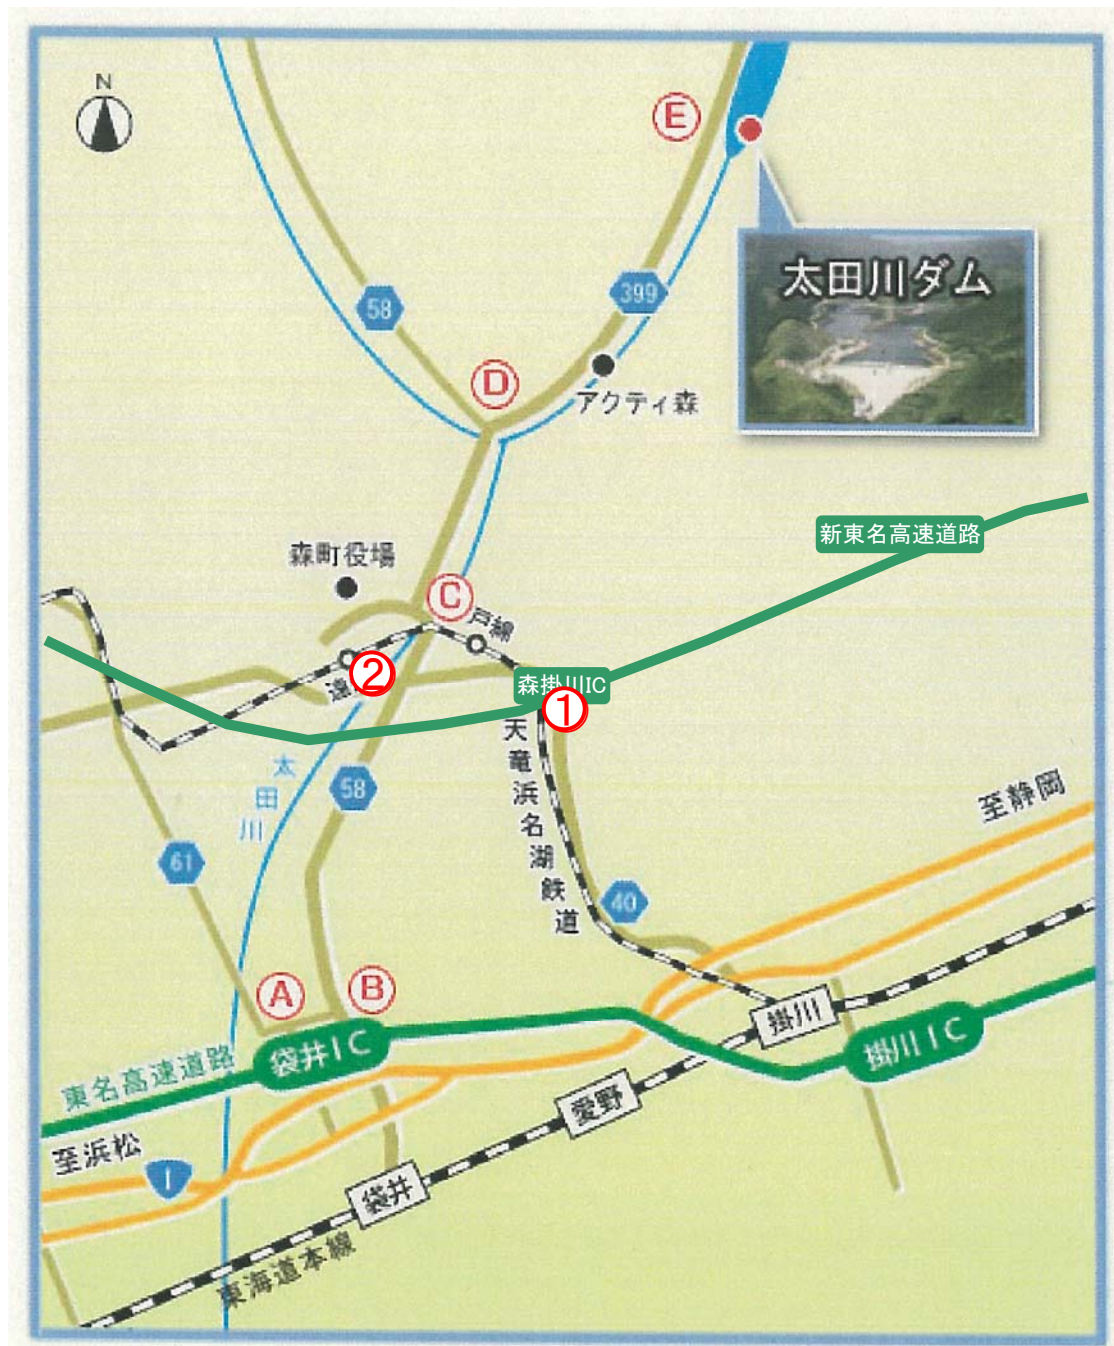 N
E
太田川ダム
58
399
D
アクティ森
新東名高速道路
森町役場
C
戸綿
②
森掛川IC
①
天竜浜名湖鉄道
太田川
58
至静岡
61
40
A
B
掛川
袋井IC
掛川IC
東名高速道路
愛野
至浜松
1
袋井
東海道本線